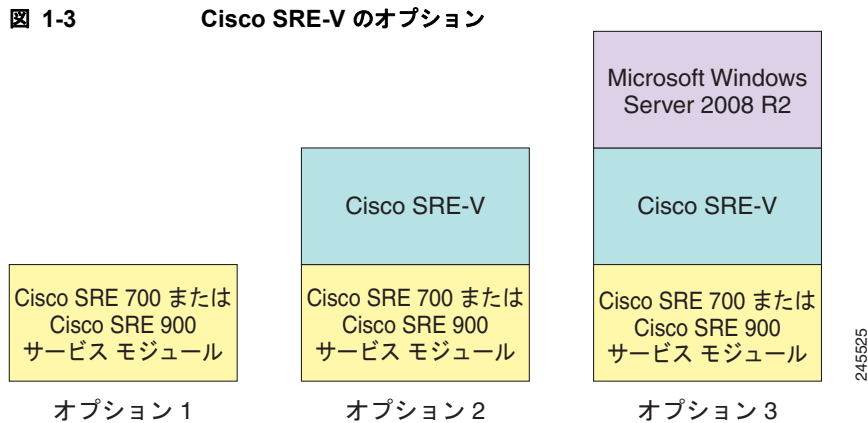 図 1-3 Cisco SRE-V のオプション
Microsoft Windows
Server 2008 R2
Cisco SRE-V
Cisco SRE-V
Cisco SRE 700 または
Cisco SRE 900
サービス モジュール
Cisco SRE 700 または
Cisco SRE 900
サービス モジュール
Cisco SRE 700 または
Cisco SRE 900
サービス モジュール
オプション 1
オプション 2
オプション 3
245525